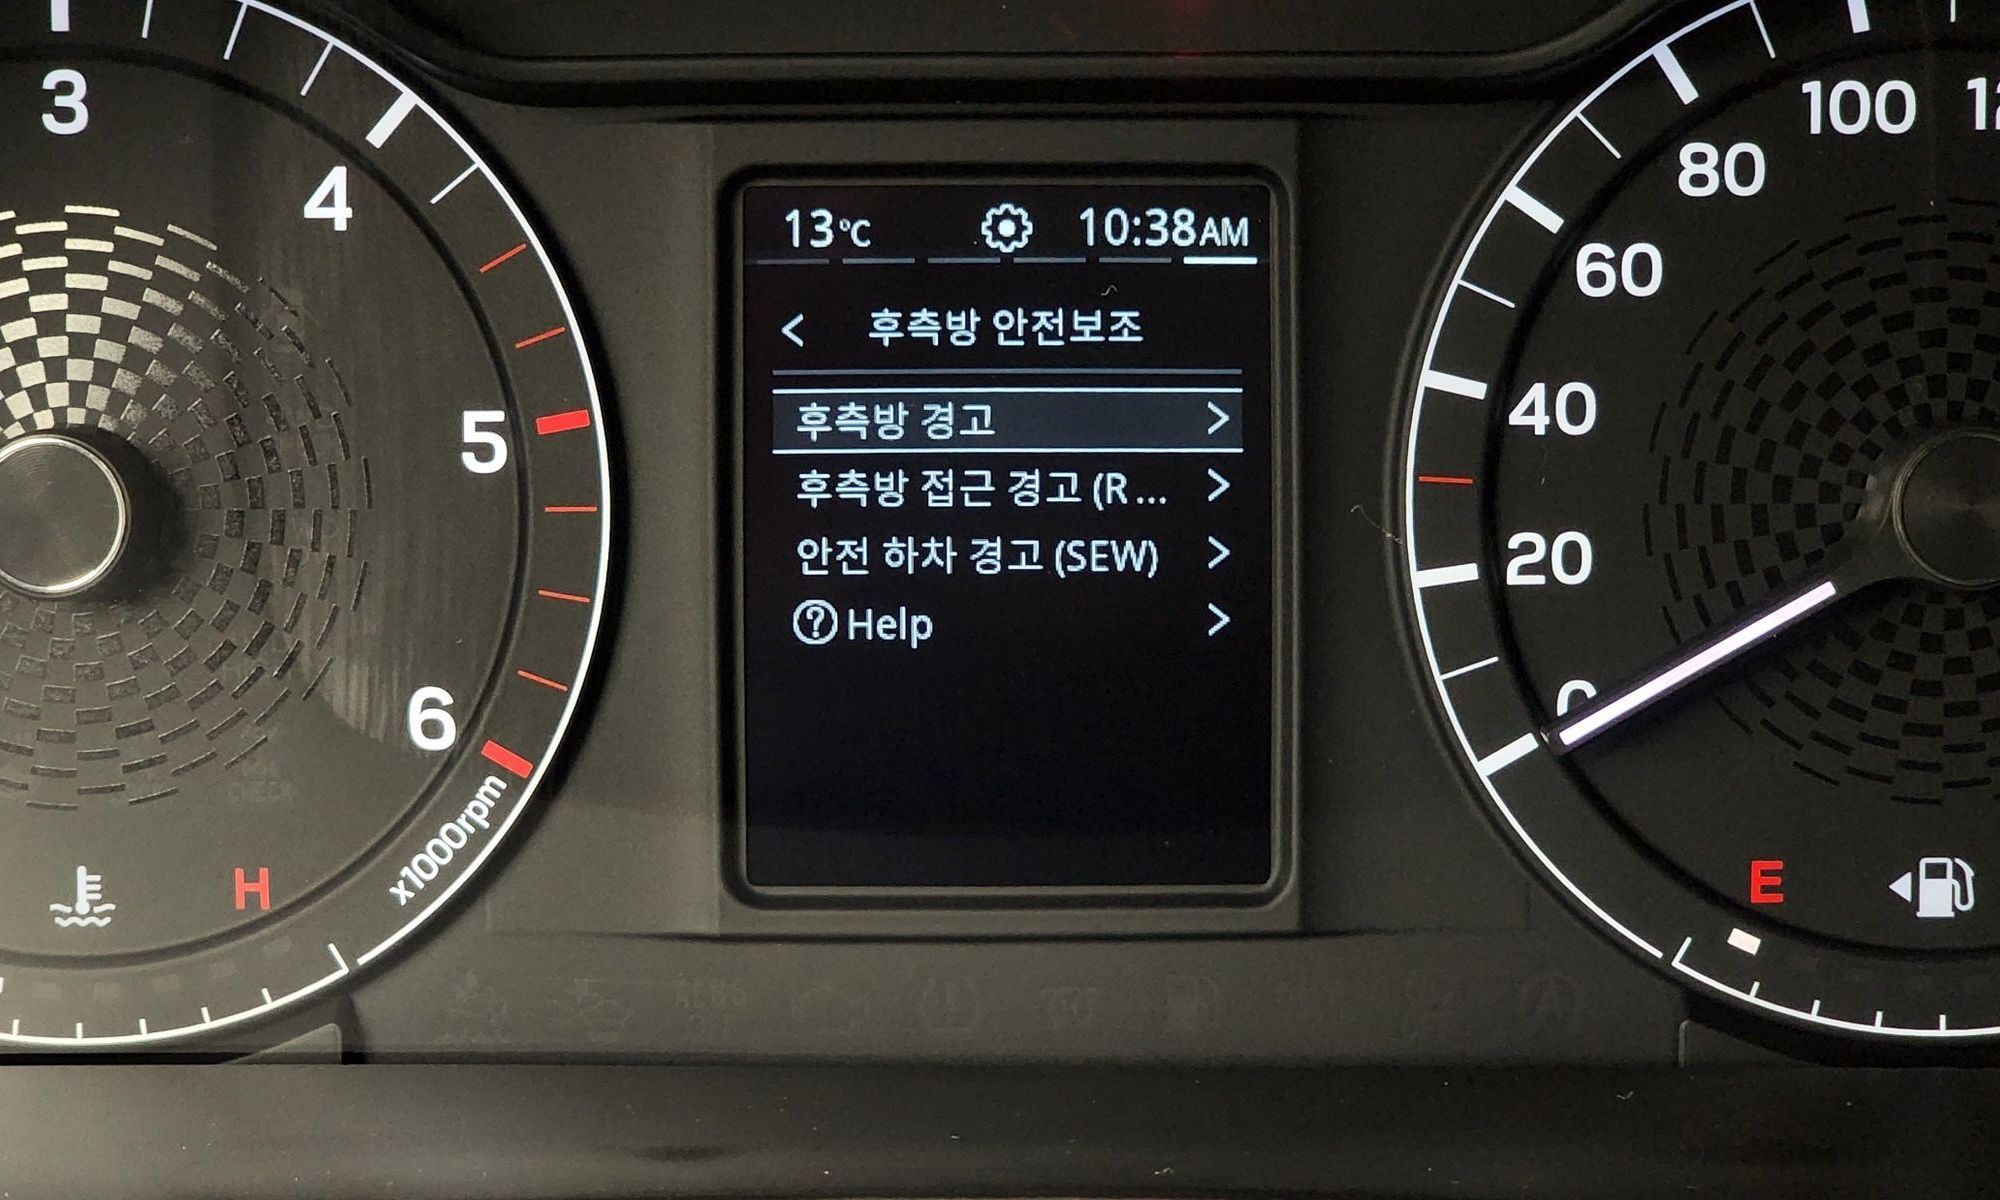 3
4
5
6
x1000rpm
H
13°C
10:38AM
< 후측방 안전보조
후측방 경고 >
후측방 접근 경고 (R ... >
안전 하차 경고 (SEW) >
? Help >
100
80
60
40
20
0
E